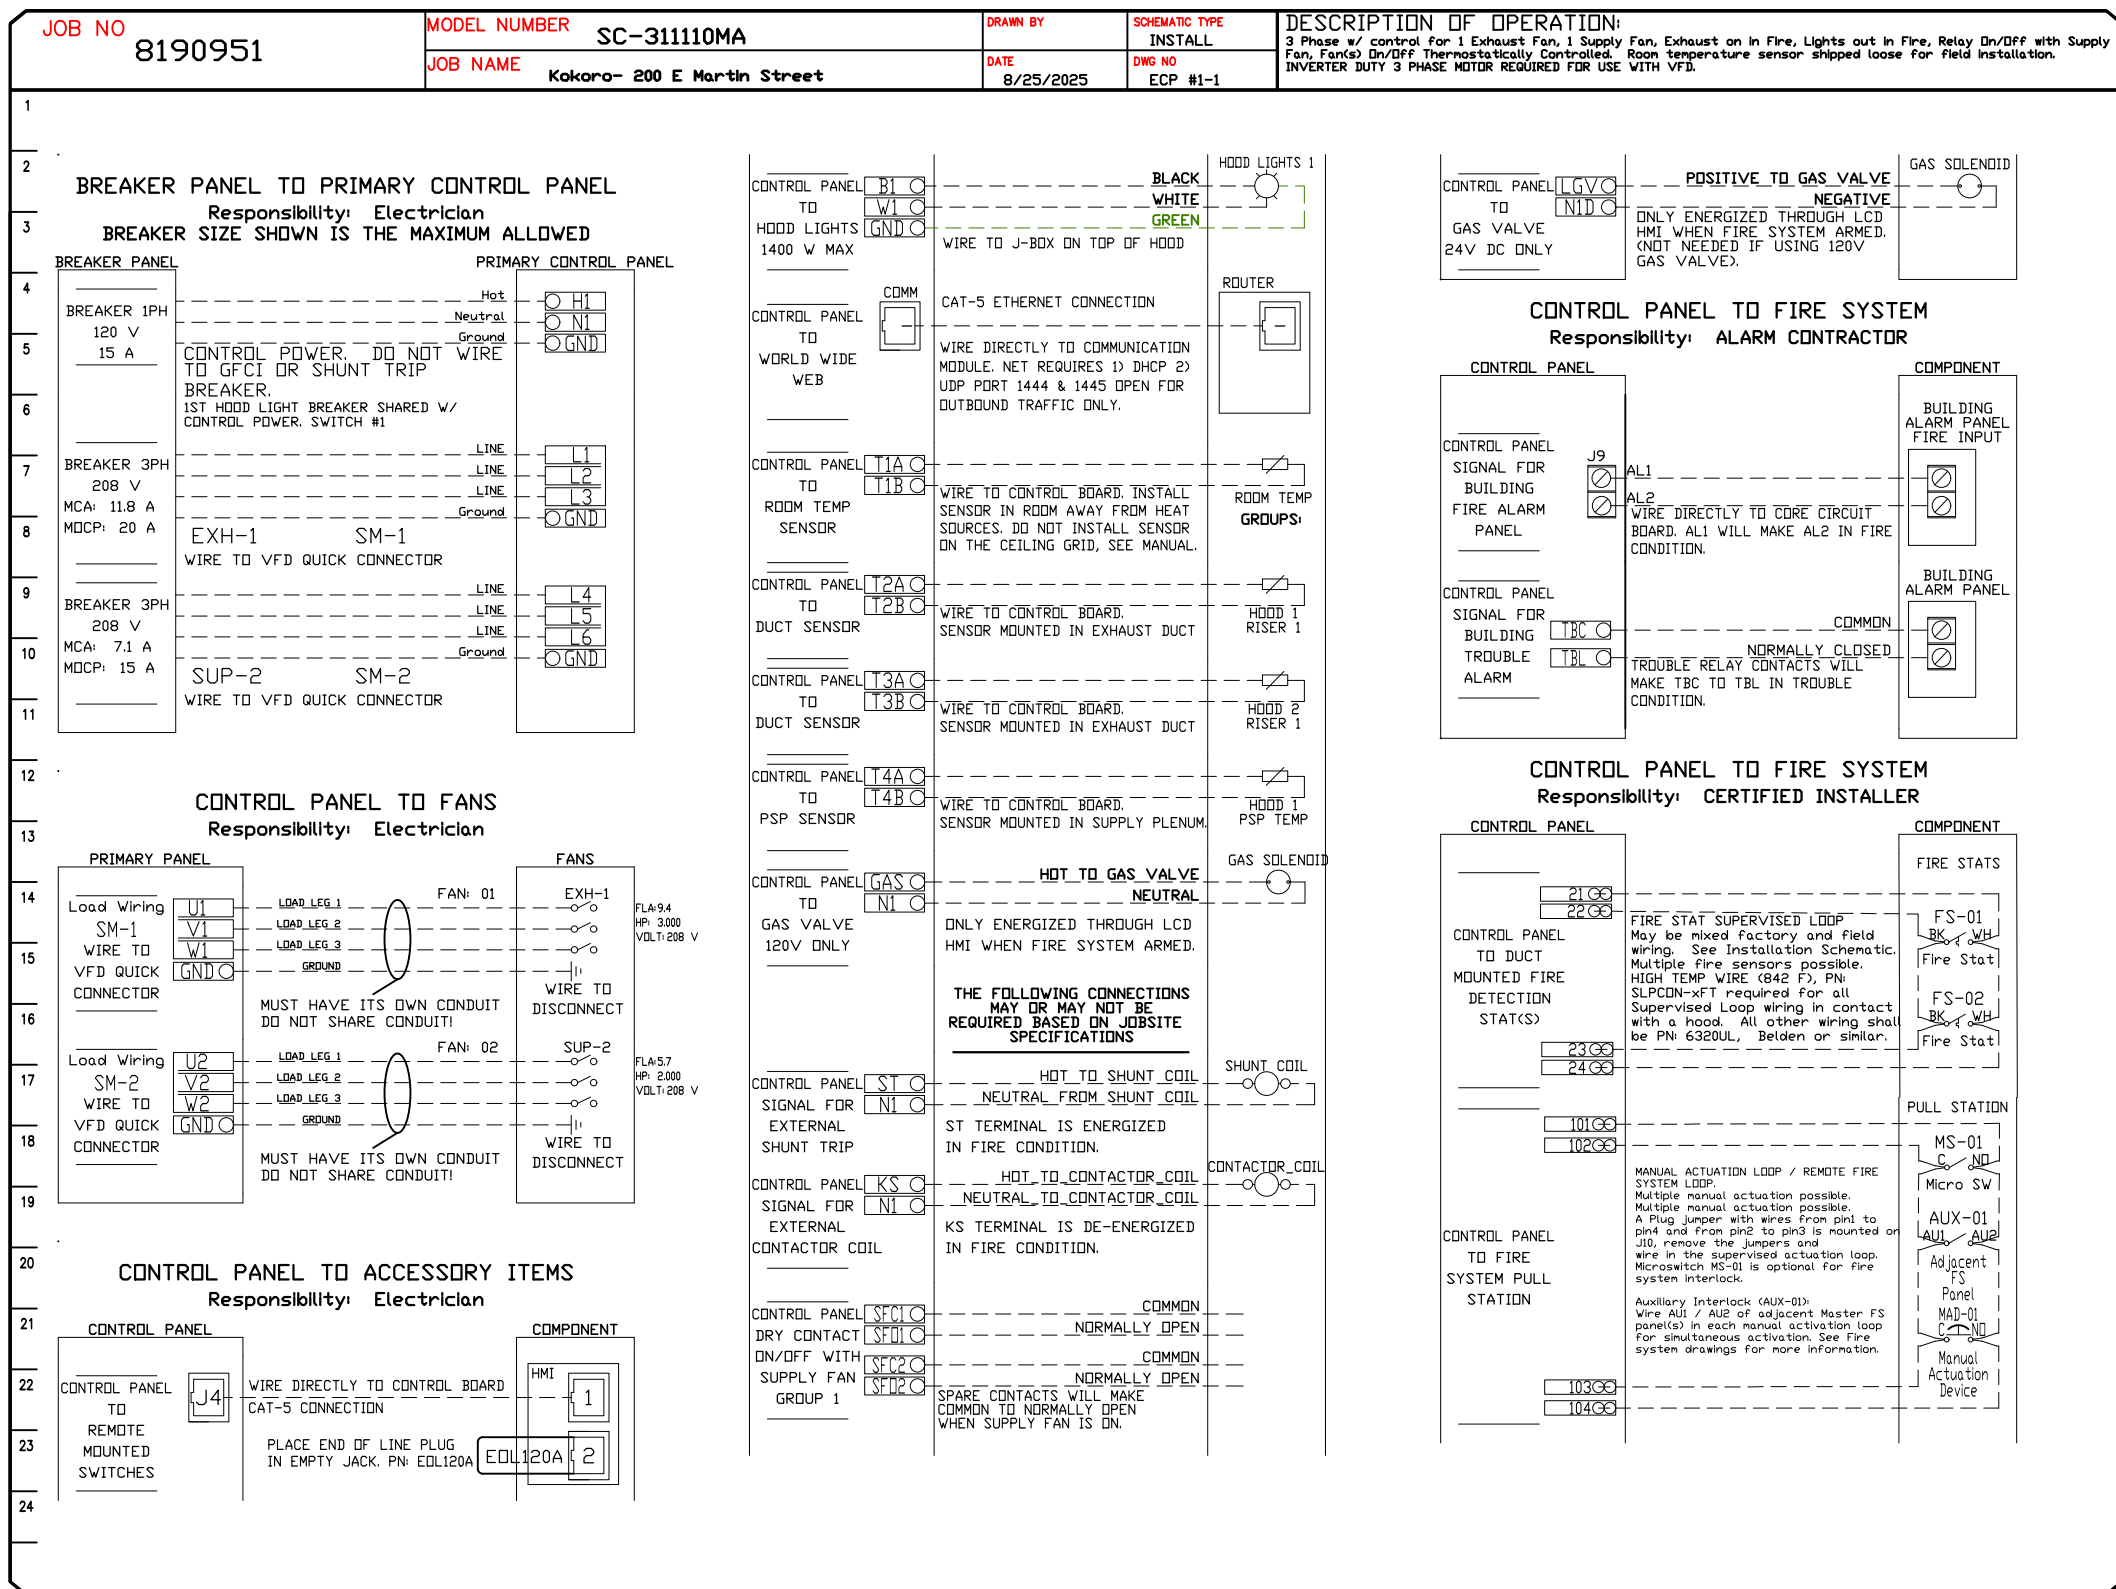 JOB NO
8190951
MODEL NUMBER
SC-311110MA
JOB NAME
Kokoro- 200 E Martin Street
DRAWN BY
DATE
8/25/2025
SCHEMATIC TYPE
INSTALL
DWG NO
ECP #1-1
DESCRIPTION OF OPERATION:
3 Phase w/ control for 1 Exhaust Fan, 1 Supply Fan, Exhaust on in Fire, Lights out in Fire, Relay On/Off with Supply
Fan, Fan(s) On/Off Thermostatically Controlled. Room temperature sensor shipped loose for field installation.
INVERTER DUTY 3 PHASE MOTOR REQUIRED FOR USE WITH VFD.
1
2
3
4
5
6
7
8
9
10
11
12
13
14
15
16
17
18
19
20
21
22
23
24
BREAKER PANEL TO PRIMARY CONTROL PANEL
Responsibility: Electrician
BREAKER SIZE SHOWN IS THE MAXIMUM ALLOWED
BREAKER PANEL
PRIMARY CONTROL PANEL
BREAKER 1PH
120 V
15 A
Hot
H1
Neutral
N1
Ground
GND
CONTROL POWER. DO NOT WIRE
TO GFCI OR SHUNT TRIP
BREAKER.
1ST HOOD LIGHT BREAKER SHARED W/
CONTROL POWER. SWITCH #1
BREAKER 3PH
208 V
MCA: 11.8 A
MOCP: 20 A
LINE
L1
LINE
L2
LINE
L3
Ground
GND
EXH-1
SM-1
WIRE TO VFD QUICK CONNECTOR
BREAKER 3PH
208 V
MCA: 7.1 A
MOCP: 15 A
LINE
L4
LINE
L5
LINE
L6
Ground
GND
SUP-2
SM-2
WIRE TO VFD QUICK CONNECTOR
CONTROL PANEL TO FANS
Responsibility: Electrician
PRIMARY PANEL
FANS
Load Wiring
SM-1
WIRE TO
VFD QUICK
CONNECTOR
U1
V1
W1
GND
LOAD LEG 1
LOAD LEG 2
LOAD LEG 3
GROUND
FAN: 01
EXH-1
FLA:9.4
HP: 3.000
VOLT:208 V
WIRE TO
DISCONNECT
MUST HAVE ITS OWN CONDUIT
DO NOT SHARE CONDUIT!
Load Wiring
SM-2
WIRE TO
VFD QUICK
CONNECTOR
U2
V2
W2
GND
LOAD LEG 1
LOAD LEG 2
LOAD LEG 3
GROUND
FAN: 02
SUP-2
FLA:5.7
HP: 2.000
VOLT:208 V
WIRE TO
DISCONNECT
MUST HAVE ITS OWN CONDUIT
DO NOT SHARE CONDUIT!
CONTROL PANEL TO ACCESSORY ITEMS
Responsibility: Electrician
CONTROL PANEL
COMPONENT
CONTROL PANEL
TO
REMOTE
MOUNTED
SWITCHES
J4
WIRE DIRECTLY TO CONTROL BOARD
CAT-5 CONNECTION
HMI
1
PLACE END OF LINE PLUG
IN EMPTY JACK. PN: EOL120A
EOL120A
2
CONTROL PANEL
TO
HOOD LIGHTS
1400 W MAX
B1
W1
GND
BLACK
WHITE
GREEN
HOOD LIGHTS 1
WIRE TO J-BOX ON TOP OF HOOD
CONTROL PANEL
TO
WORLD WIDE
WEB
COMM
CAT-5 ETHERNET CONNECTION
ROUTER
WIRE DIRECTLY TO COMMUNICATION
MODULE. NET REQUIRES 1) DHCP 2)
UDP PORT 1444 & 1445 OPEN FOR
OUTBOUND TRAFFIC ONLY.
CONTROL PANEL
TO
ROOM TEMP
SENSOR
T1A
T1B
WIRE TO CONTROL BOARD. INSTALL
SENSOR IN ROOM AWAY FROM HEAT
SOURCES. DO NOT INSTALL SENSOR
ON THE CEILING GRID, SEE MANUAL.
ROOM TEMP
GROUPS:
CONTROL PANEL
TO
DUCT SENSOR
T2A
T2B
WIRE TO CONTROL BOARD.
SENSOR MOUNTED IN EXHAUST DUCT
HOOD 1
RISER 1
CONTROL PANEL
TO
DUCT SENSOR
T3A
T3B
WIRE TO CONTROL BOARD.
SENSOR MOUNTED IN EXHAUST DUCT
HOOD 2
RISER 1
CONTROL PANEL
TO
PSP SENSOR
T4A
T4B
WIRE TO CONTROL BOARD.
SENSOR MOUNTED IN SUPPLY PLENUM.
HOOD 1
PSP TEMP
CONTROL PANEL
TO
GAS VALVE
120V ONLY
GAS
N1
HOT TO GAS VALVE
NEUTRAL
GAS SOLENOID
ONLY ENERGIZED THROUGH LCD
HMI WHEN FIRE SYSTEM ARMED.
THE FOLLOWING CONNECTIONS
MAY OR MAY NOT BE
REQUIRED BASED ON JOBSITE
SPECIFICATIONS
CONTROL PANEL
SIGNAL FOR
EXTERNAL
SHUNT TRIP
ST
N1
HOT TO SHUNT COIL
NEUTRAL FROM SHUNT COIL
SHUNT COIL
ST TERMINAL IS ENERGIZED
IN FIRE CONDITION.
CONTROL PANEL
SIGNAL FOR
EXTERNAL
CONTACTOR COIL
KS
N1
HOT_TO_CONTACTOR_COIL
NEUTRAL_TO_CONTACTOR_COIL
CONTACTOR_COIL
KS TERMINAL IS DE-ENERGIZED
IN FIRE CONDITION.
CONTROL PANEL
DRY CONTACT
ON/OFF WITH
SUPPLY FAN
GROUP 1
SFC1
SFO1
SFC2
SFO2
COMMON
NORMALLY OPEN
COMMON
NORMALLY OPEN
SPARE CONTACTS WILL MAKE
COMMON TO NORMALLY OPEN
WHEN SUPPLY FAN IS ON.
CONTROL PANEL
TO
GAS VALVE
24V DC ONLY
LGV
N1D
POSITIVE TO GAS VALVE
NEGATIVE
GAS SOLENOID
ONLY ENERGIZED THROUGH LCD
HMI WHEN FIRE SYSTEM ARMED.
(NOT NEEDED IF USING 120V
GAS VALVE).
CONTROL PANEL TO FIRE SYSTEM
Responsibility: ALARM CONTRACTOR
CONTROL PANEL
COMPONENT
CONTROL PANEL
SIGNAL FOR
BUILDING
FIRE ALARM
PANEL
J9
AL1
AL2
WIRE DIRECTLY TO CORE CIRCUIT
BOARD. AL1 WILL MAKE AL2 IN FIRE
CONDITION.
BUILDING
ALARM PANEL
FIRE INPUT
CONTROL PANEL
SIGNAL FOR
BUILDING
TROUBLE
ALARM
TBC
TBL
COMMON
NORMALLY CLOSED
TROUBLE RELAY CONTACTS WILL
MAKE TBC TO TBL IN TROUBLE
CONDITION.
BUILDING
ALARM PANEL
CONTROL PANEL TO FIRE SYSTEM
Responsibility: CERTIFIED INSTALLER
CONTROL PANEL
COMPONENT
CONTROL PANEL
TO DUCT
MOUNTED FIRE
DETECTION
STAT(S)
21
22
23
24
FIRE STAT SUPERVISED LOOP
May be mixed factory and field
wiring. See Installation Schematic.
Multiple fire sensors possible.
HIGH TEMP WIRE (842 F), PN:
SLPCON-xFT required for all
Supervised Loop wiring in contact
with a hood. All other wiring shall
be PN: 6320UL, Belden or similar.
FIRE STATS
FS-01
BK WH
Fire Stat
FS-02
BK WH
Fire Stat
CONTROL PANEL
TO FIRE
SYSTEM PULL
STATION
101
102
103
104
MANUAL ACTUATION LOOP / REMOTE FIRE
SYSTEM LOOP.
Multiple manual actuation possible.
Multiple manual actuation possible.
A Plug jumper with wires from pin1 to
pin4 and from pin2 to pin3 is mounted on
J10, remove the jumpers and
wire in the supervised actuation loop.
Microswitch MS-01 is optional for fire
system interlock.
Auxiliary Interlock (AUX-01):
Wire AU1 / AU2 of adjacent Master FS
panel(s) in each manual activation loop
for simultaneous activation. See Fire
system drawings for more information.
PULL STATION
MS-01
C NO
Micro SW
AUX-01
AU1 AU2
Adjacent
FS
Panel
MAD-01
C NO
Manual
Actuation
Device